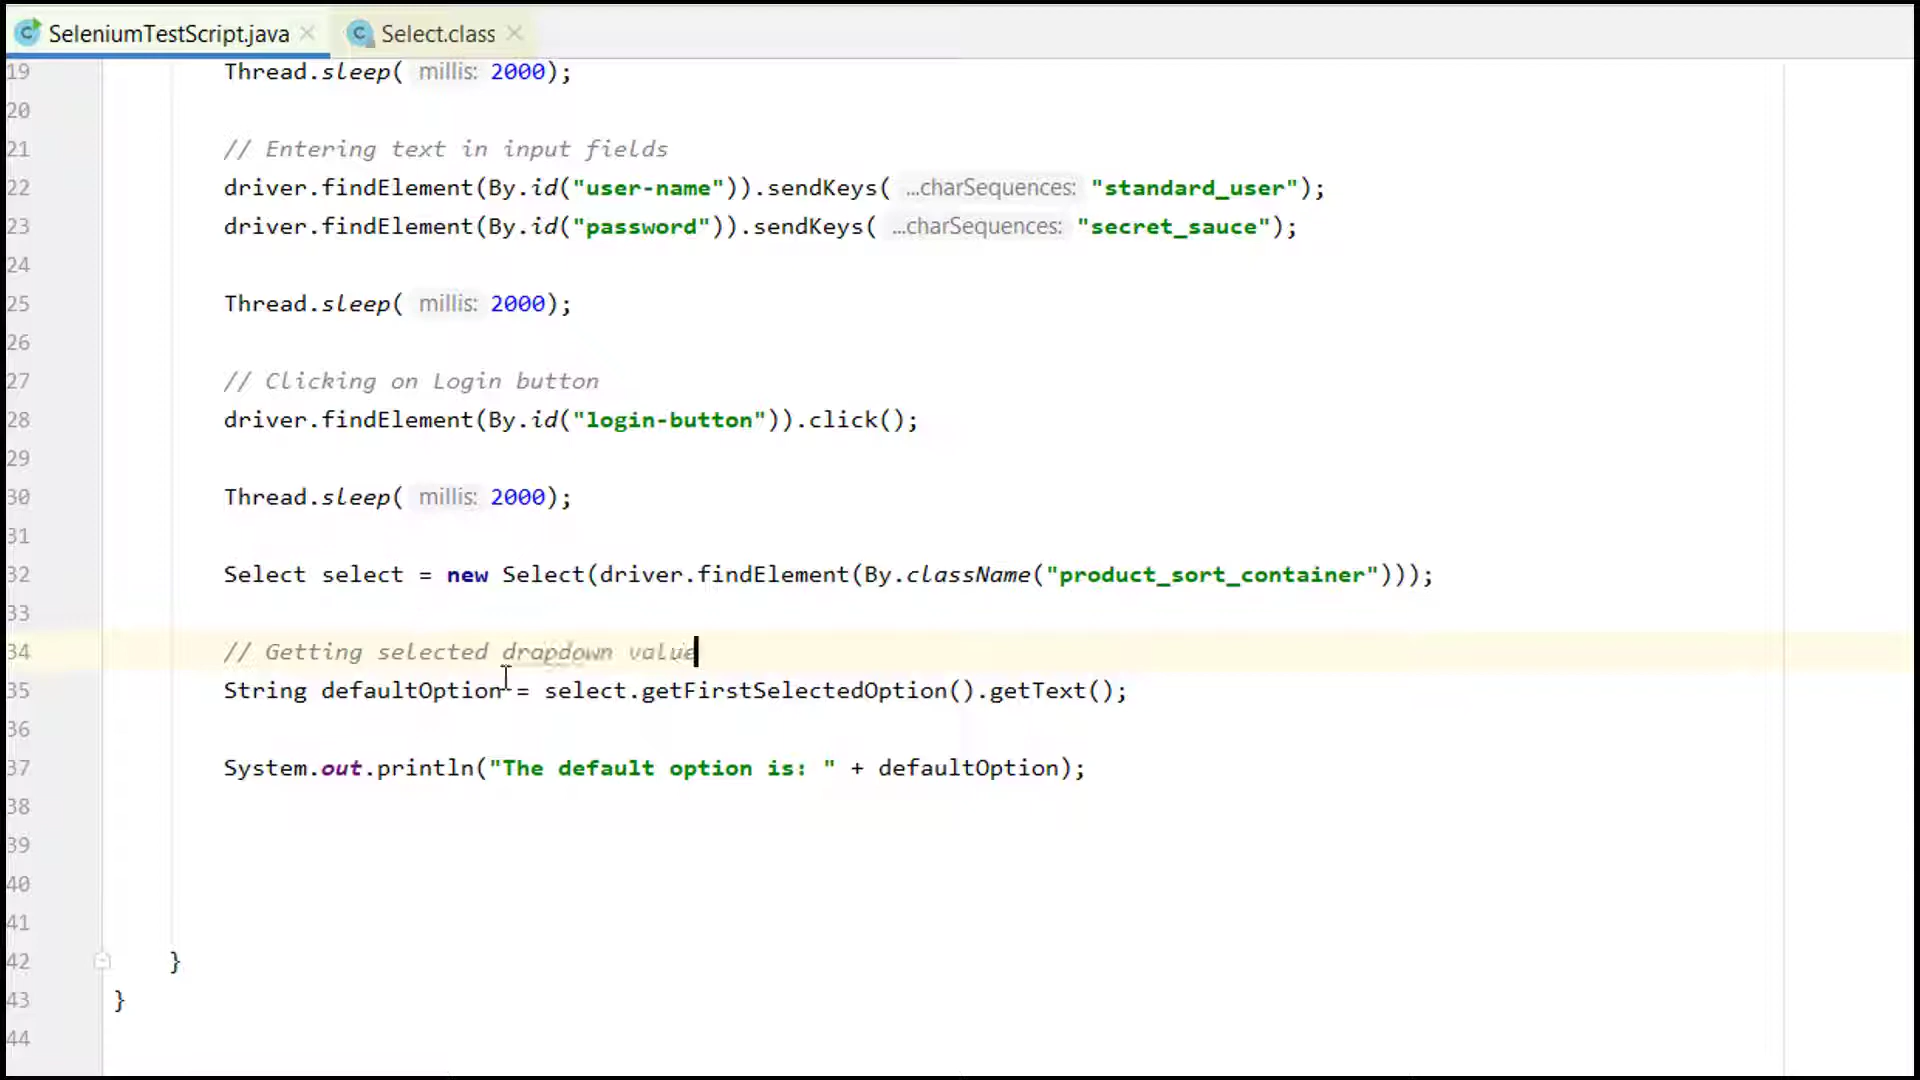 SeleniumTestScript.java Select.class
19 Thread.sleep( millis: 2000);
20
21 // Entering text in input fields
22 driver.findElement(By.id("user-name")).sendKeys( ...charSequences: "standard_user");
23 driver.findElement(By.id("password")).sendKeys( ...charSequences: "secret_sauce");
24
25 Thread.sleep( millis: 2000);
26
27 // Clicking on Login button
28 driver.findElement(By.id("login-button")).click();
29
30 Thread.sleep( millis: 2000);
31
32 Select select = new Select(driver.findElement(By.className("product_sort_container")));
33
34 // Getting selected drapdown value
35 String defaultOption = select.getFirstSelectedOption().getText();
36
37 System.out.println("The default option is: " + defaultOption);
38
39
40
41
42 }
43 }
44